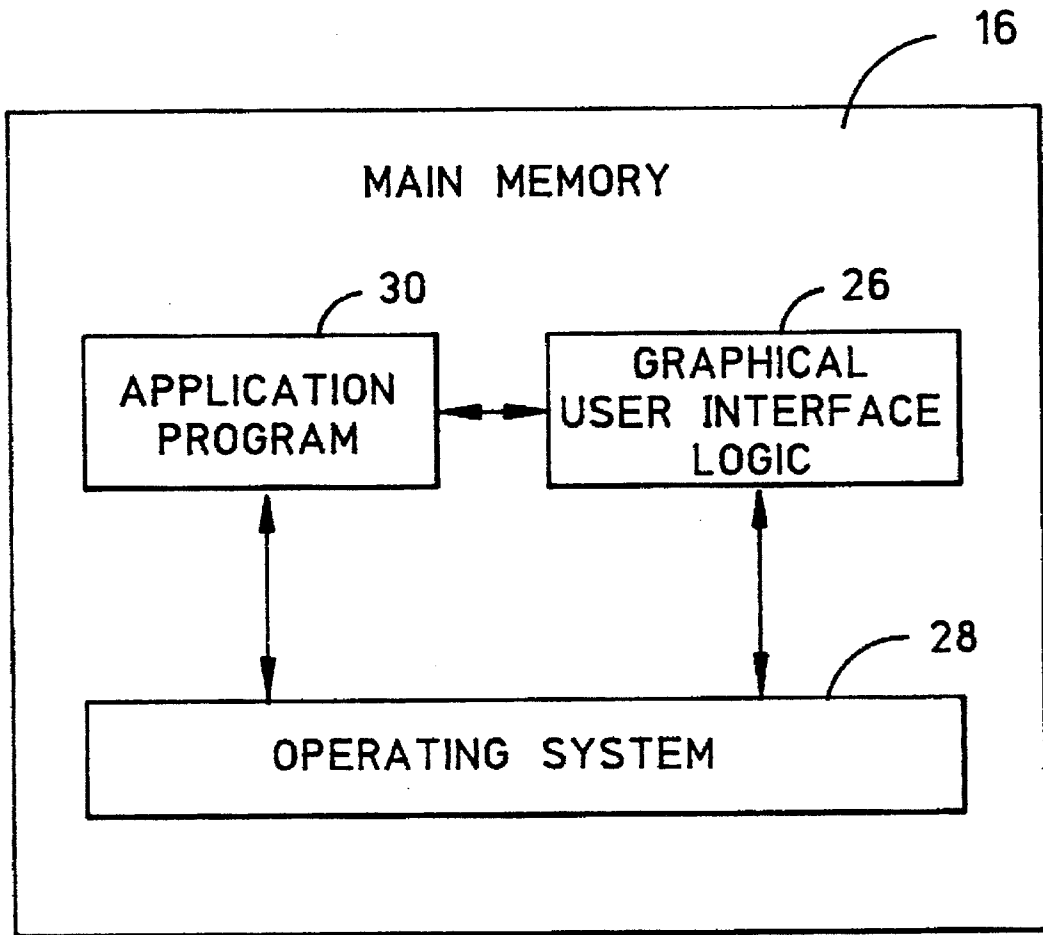 16
MAIN MEMORY
30
26
APPLICATION
PROGRAM
GRAPHICAL
USER INTERFACE
LOGIC
28
OPERATING SYSTEM